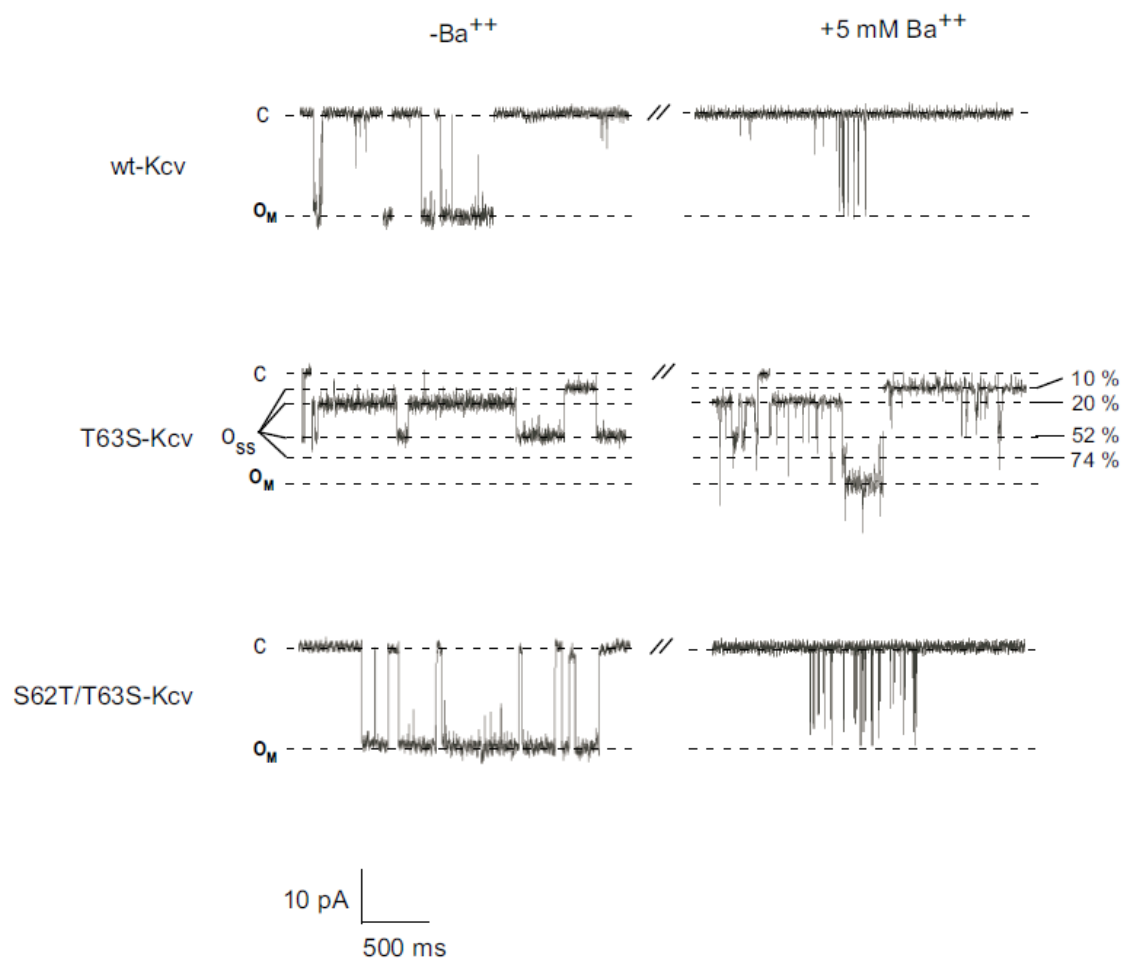 -Ba++ +5 mM Ba++
C //
wt-Kcv
OM
C // 10 %
20 %
T63S-Kcv OSS 52 %
74 %
OM
C //
S62T/T63S-Kcv
OM
10 pA
500 ms